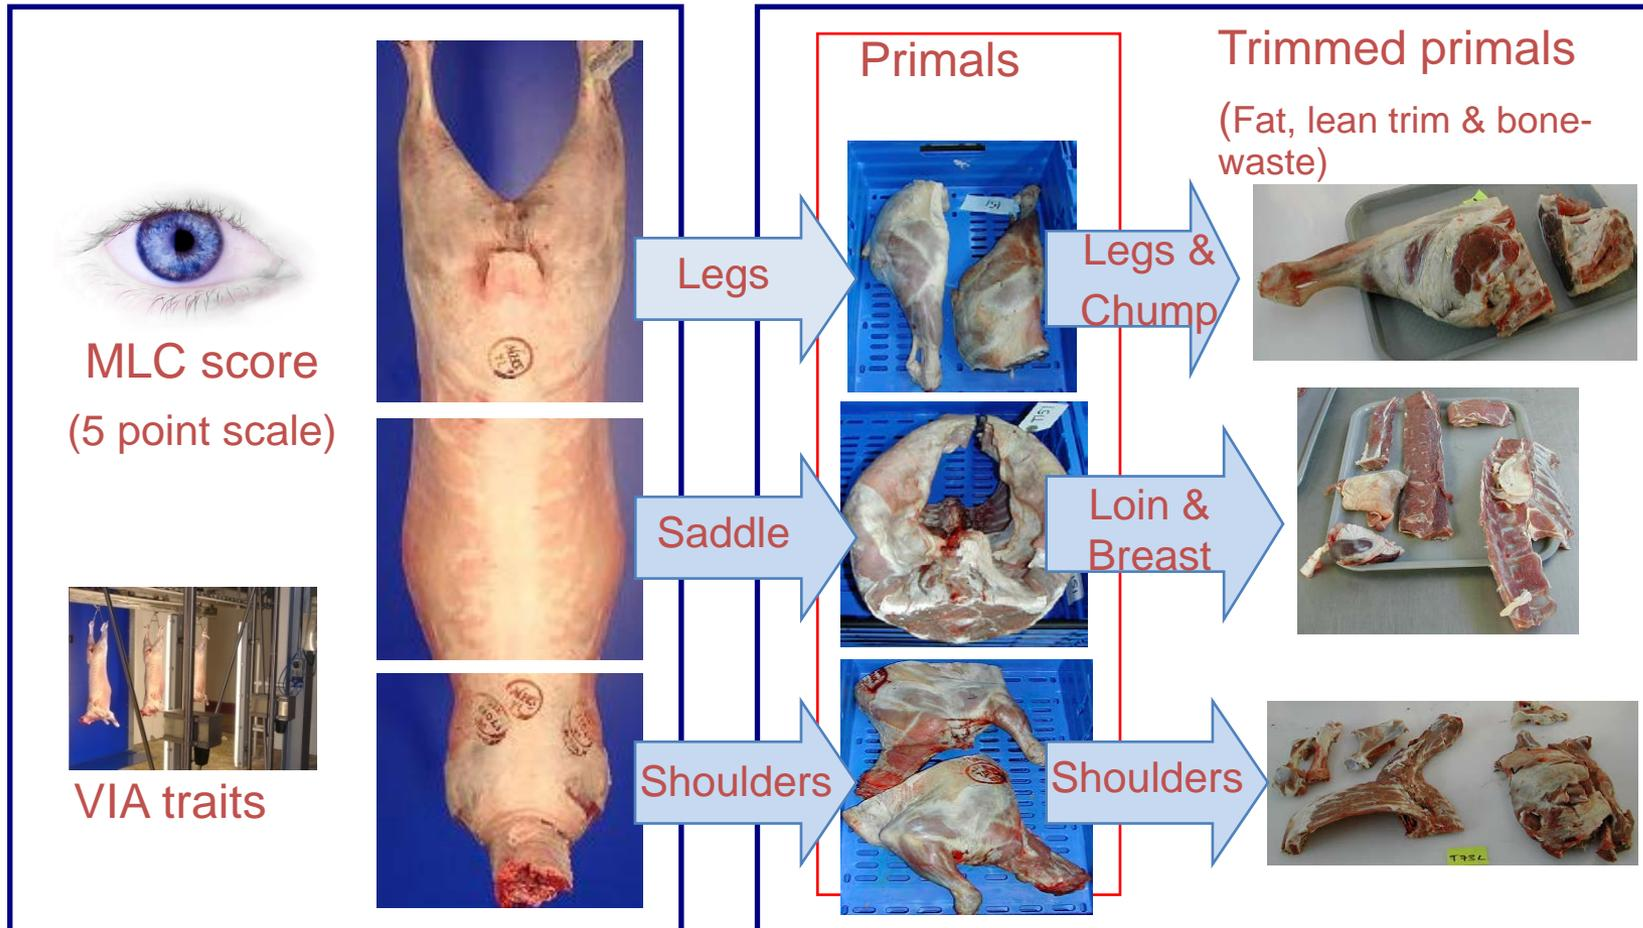 MLC score
(5 point scale)
VIA traits
Legs
Saddle
Shoulders
Primals
Legs &
Chump
Loin &
Breast
Shoulders
Trimmed primals
(Fat, lean trim & bone-
waste)
T73L